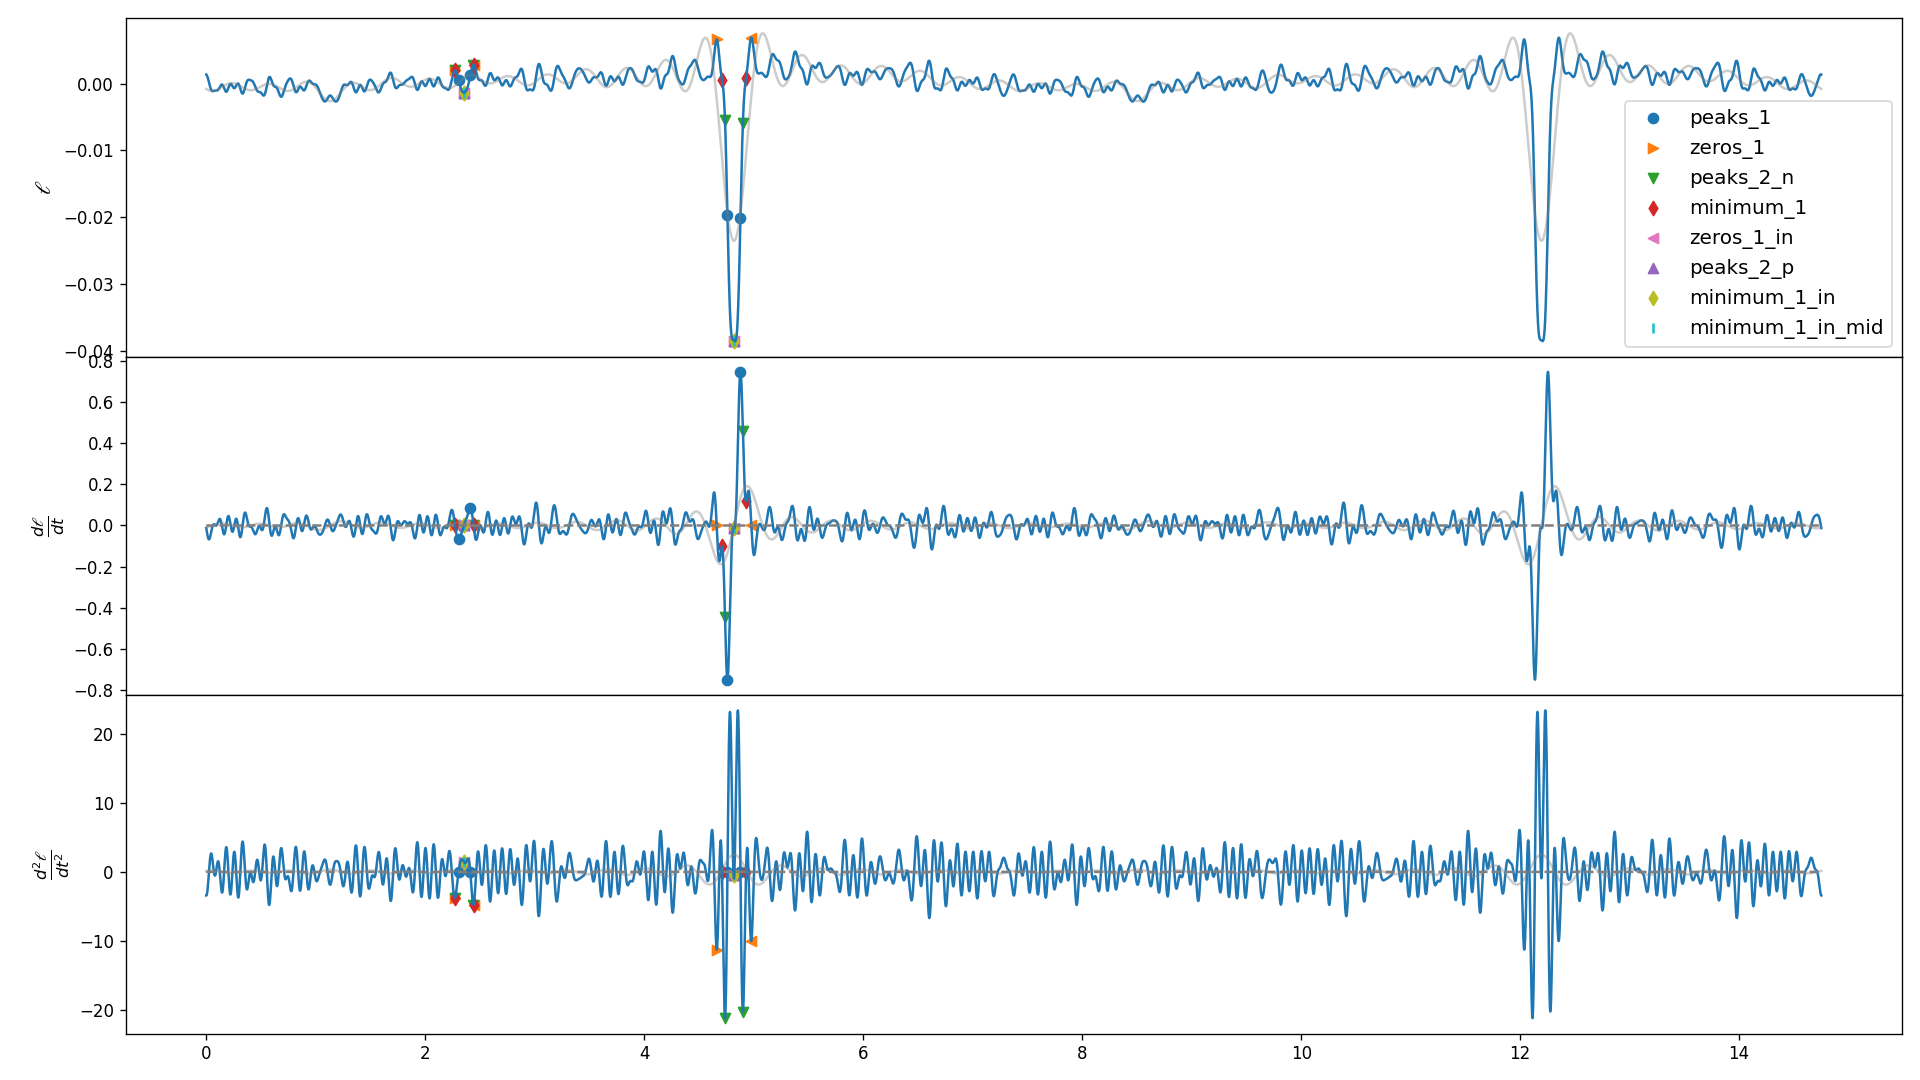 0.00
−0.01
−0.02
−0.03
−0.04
ℓ
peaks_1
zeros_1
peaks_2_n
minimum_1
zeros_1_in
peaks_2_p
minimum_1_in
minimum_1_in_mid
0.8
0.6
0.4
0.2
0.0
−0.2
−0.4
−0.6
−0.8
dℓ/dt
20
10
0
−10
−20
d²ℓ/dt²
0 2 4 6 8 10 12 14